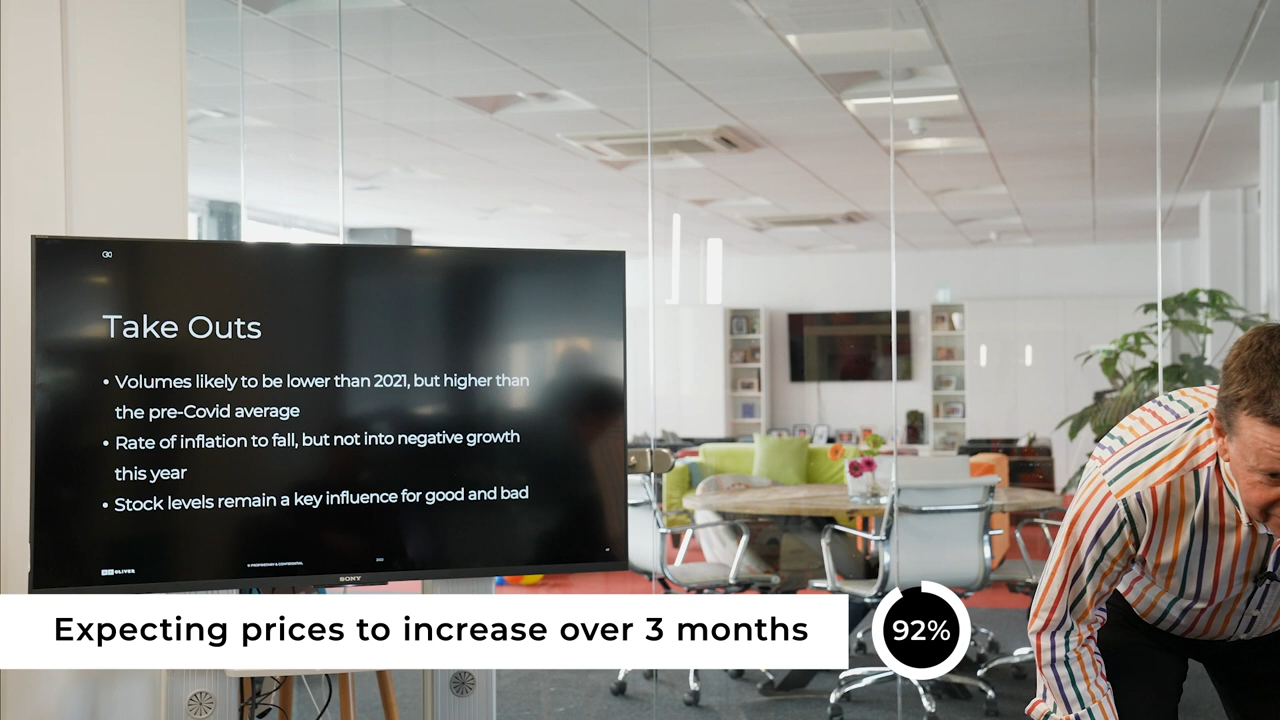 Take Outs
• Volumes likely to be lower than 2021, but higher than
the pre-Covid average
• Rate of inflation to fall, but not into negative growth
this year
• Stock levels remain a key influence for good and bad
OLIVER
© PROPRIETARY & CONFIDENTIAL
SONY
Expecting prices to increase over 3 months
92%